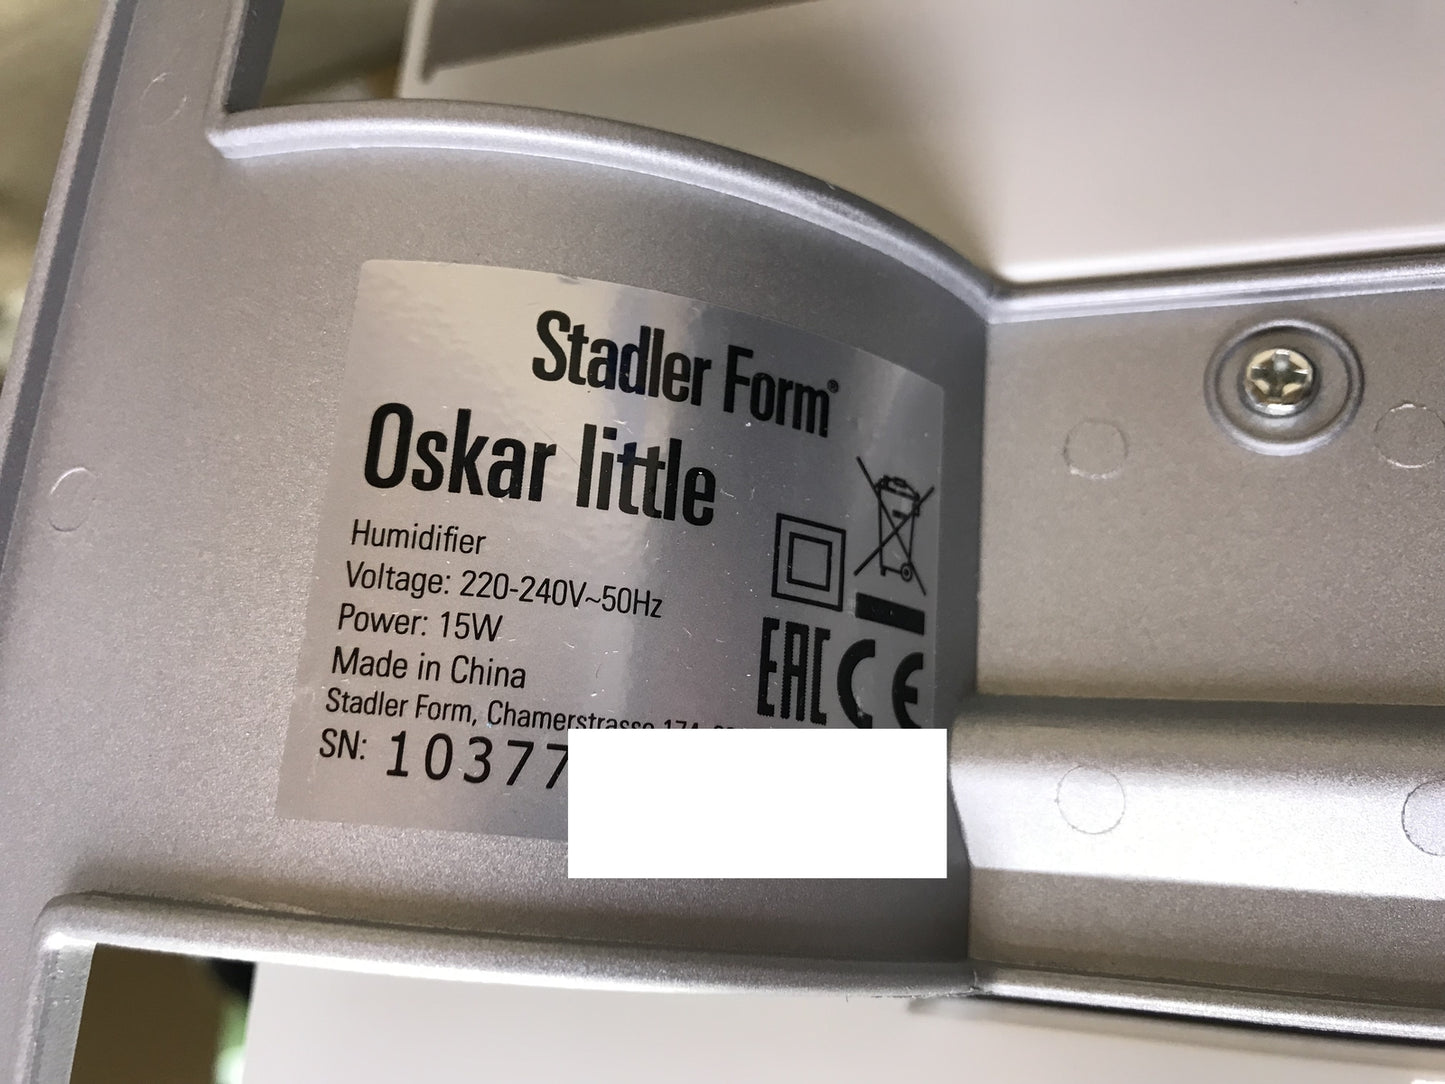 Stadler Form®
Oskar little
Humidifier
Voltage: 220-240V~50Hz
Power: 15W
Made in China
Stadler Form, Chamerstrasse
SN: 10377
EAC CE